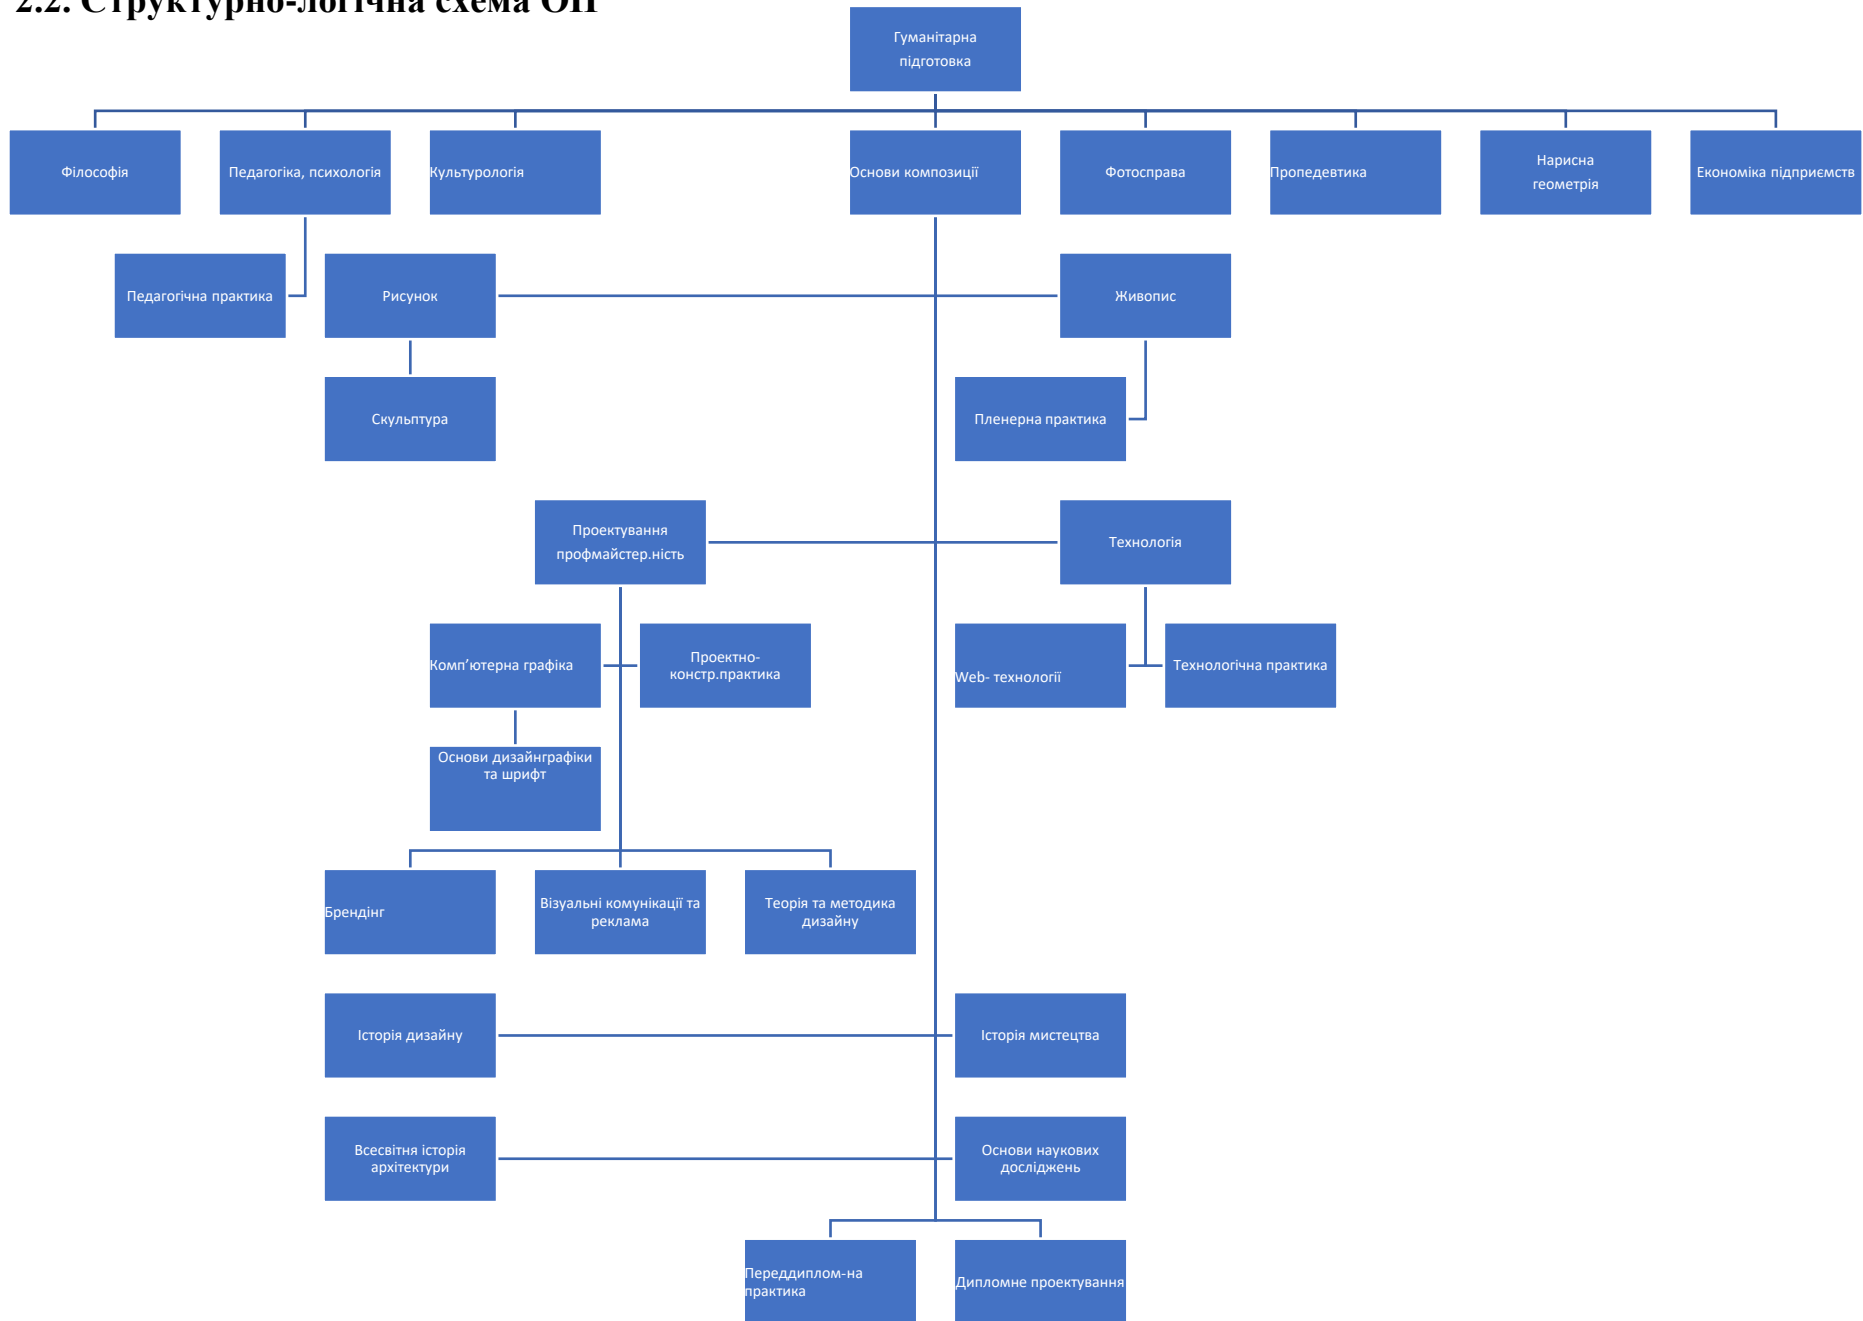 2.2. Структурно-логічна схема ОП
Гуманітарна
підготовка
Філософія
Педагогіка, психологія
Культурологія
Основи композиції
Фотосправа
Пропедевтика
Нарисна
геометрія
Економіка підприємств
Педагогічна практика
Рисунок
Живопис
Скульптура
Пленерна практика
Проектування
профмайстер.ність
Технологія
Комп’ютерна графіка
Проектно-
констр.практика
Web- технології
Технологічна практика
Основи дизайнграфіки
та шрифт
Брендінг
Візуальні комунікації та
реклама
Теорія та методика
дизайну
Історія дизайну
Історія мистецтва
Всесвітня історія
архітектури
Основи наукових
досліджень
Переддиплом-на
практика
Дипломне проектування